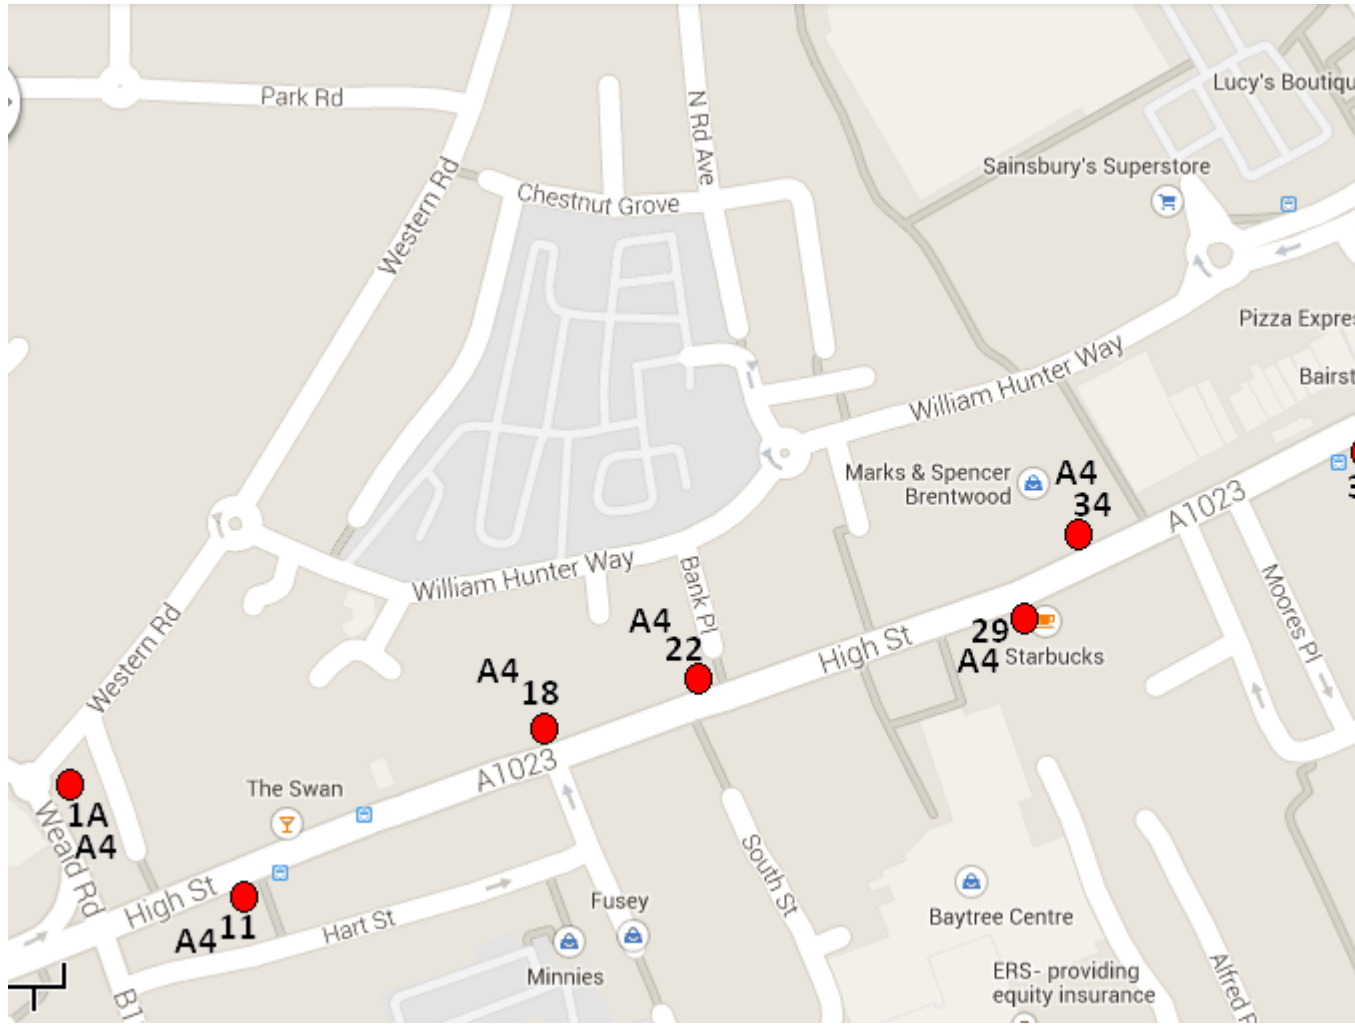 Park Rd
N Rd Ave
Lucy's Boutiqu
Sainsbury's Superstore
Western Rd
Chestnut Grove
Pizza Expre
William Hunter Way
Bairst
Marks & Spencer
Brentwood
A4
34
A1023
3
William Hunter Way
Bank Pl
Moores Pl
Western Rd
A4
22
High St
29
A4
Starbucks
A4
18
A1023
The Swan
1A
A4
Weald Rd
South St
High St
A4 11
Hart St
Fusey
Baytree Centre
Minnies
ERS- providing
equity insurance
Alfred
B1